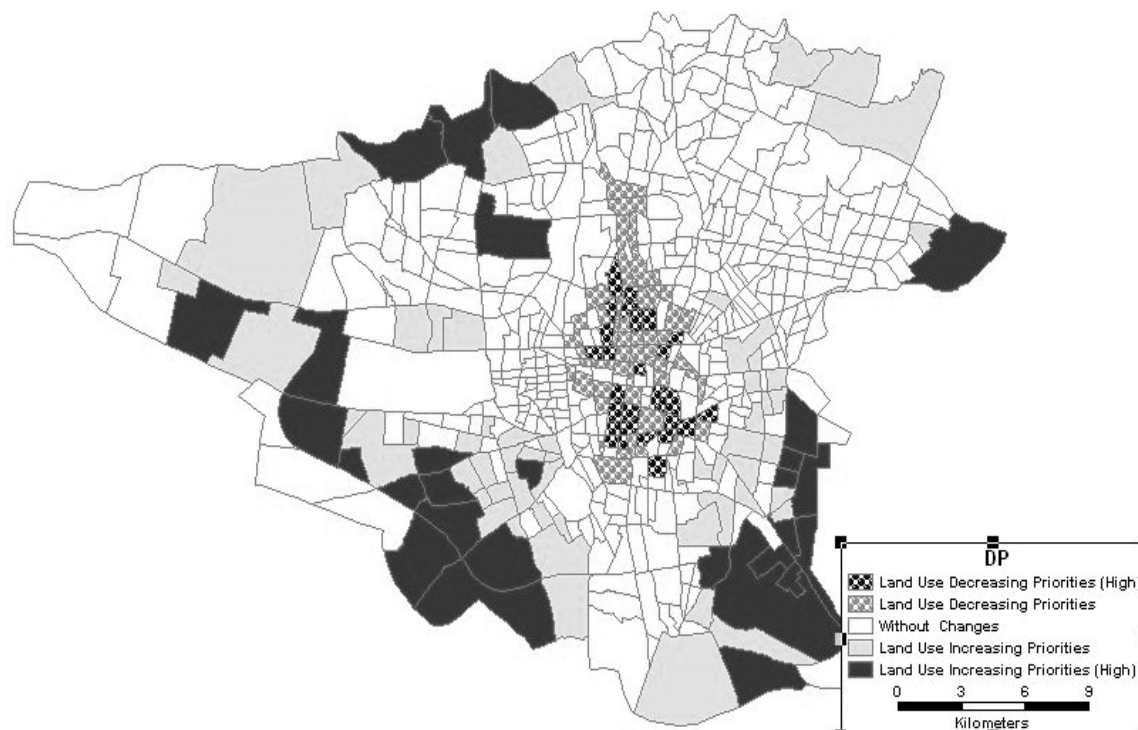 DP
Land Use Decreasing Priorities (High)
Land Use Decreasing Priorities
Without Changes
Land Use Increasing Priorities
Land Use Increasing Priorities (High)
0 3 6 9
Kilometers